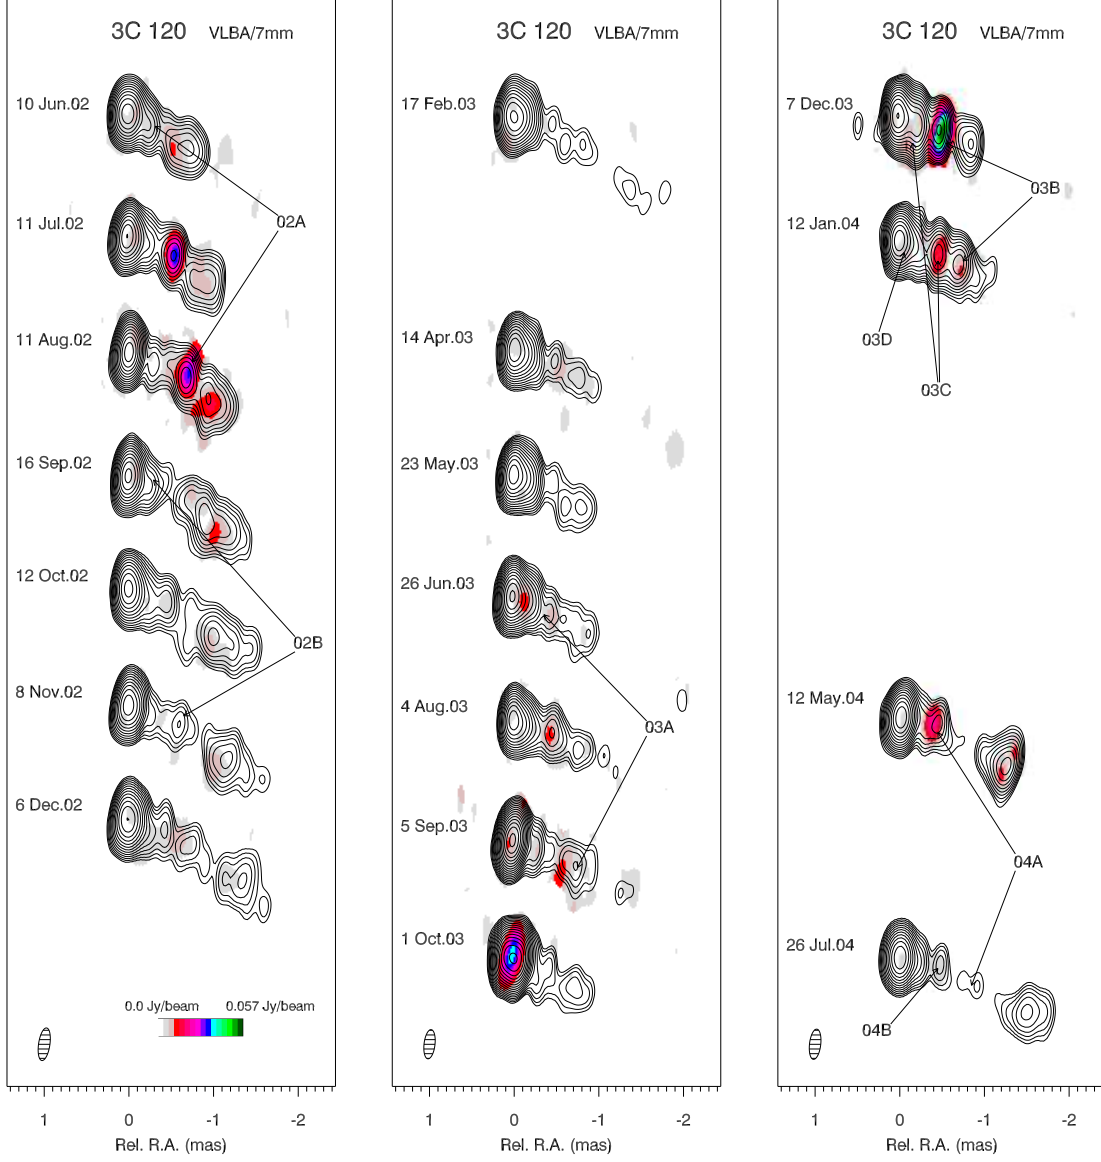 3C 120 VLBA/7mm
10 Jun.02
02A
11 Jul.02
11 Aug.02
16 Sep.02
12 Oct.02
02B
8 Nov.02
6 Dec.02
0.0 Jy/beam 0.057 Jy/beam
1 0 -1 -2
Rel. R.A. (mas)
3C 120 VLBA/7mm
17 Feb.03
14 Apr.03
23 May.03
26 Jun.03
4 Aug.03
03A
5 Sep.03
1 Oct.03
1 0 -1 -2
Rel. R.A. (mas)
3C 120 VLBA/7mm
7 Dec.03
03B
12 Jan.04
03D
03C
12 May.04
04A
26 Jul.04
04B
1 0 -1 -2
Rel. R.A. (mas)